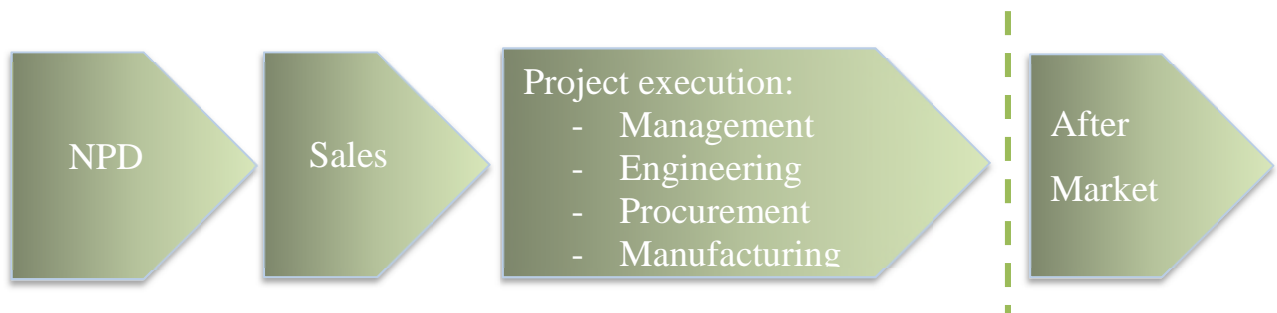 NPD
Sales
Project execution:
- Management
- Engineering
- Procurement
- Manufacturing
After
Market